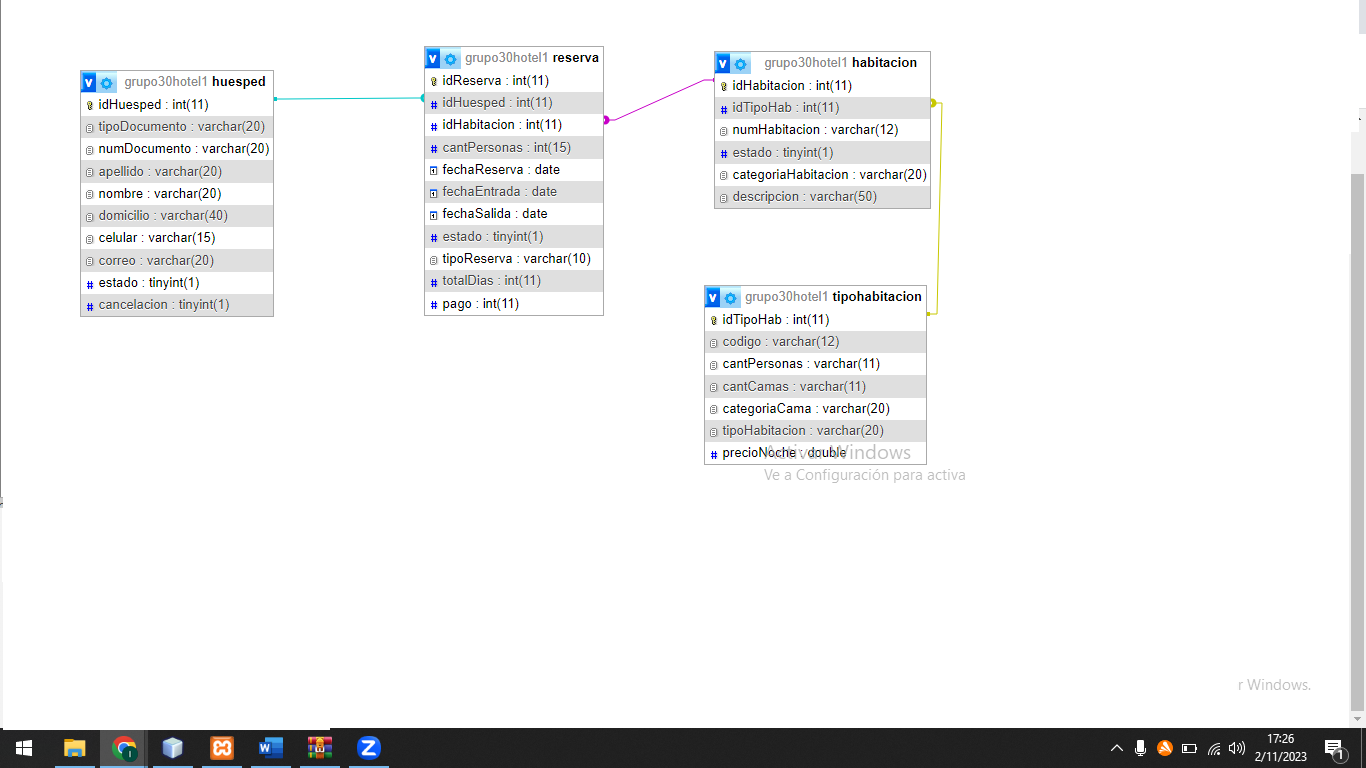 grupo30hotel1 huesped
idHuesped : int(11)
tipoDocumento : varchar(20)
numDocumento : varchar(20)
apellido : varchar(20)
nombre : varchar(20)
domicilio : varchar(40)
celular : varchar(15)
correo : varchar(20)
estado : tinyint(1)
cancelacion : tinyint(1)
grupo30hotel1 reserva
idReserva : int(11)
idHuesped : int(11)
idHabitacion : int(11)
cantPersonas : int(15)
fechaReserva : date
fechaEntrada : date
fechaSalida : date
estado : tinyint(1)
tipoReserva : varchar(10)
totalDias : int(11)
pago : int(11)
grupo30hotel1 habitacion
idHabitacion : int(11)
idTipoHab : int(11)
numHabitacion : varchar(12)
estado : tinyint(1)
categoriaHabitacion : varchar(20)
descripcion : varchar(50)
grupo30hotel1 tipohabitacion
idTipoHab : int(11)
codigo : varchar(12)
cantPersonas : varchar(11)
cantCamas : varchar(11)
categoriaCama : varchar(20)
tipoHabitacion : varchar(20)
precioNoche : double
Activar Windows
Ve a Configuración para activa
r Windows.
17:26
2/11/2023
1